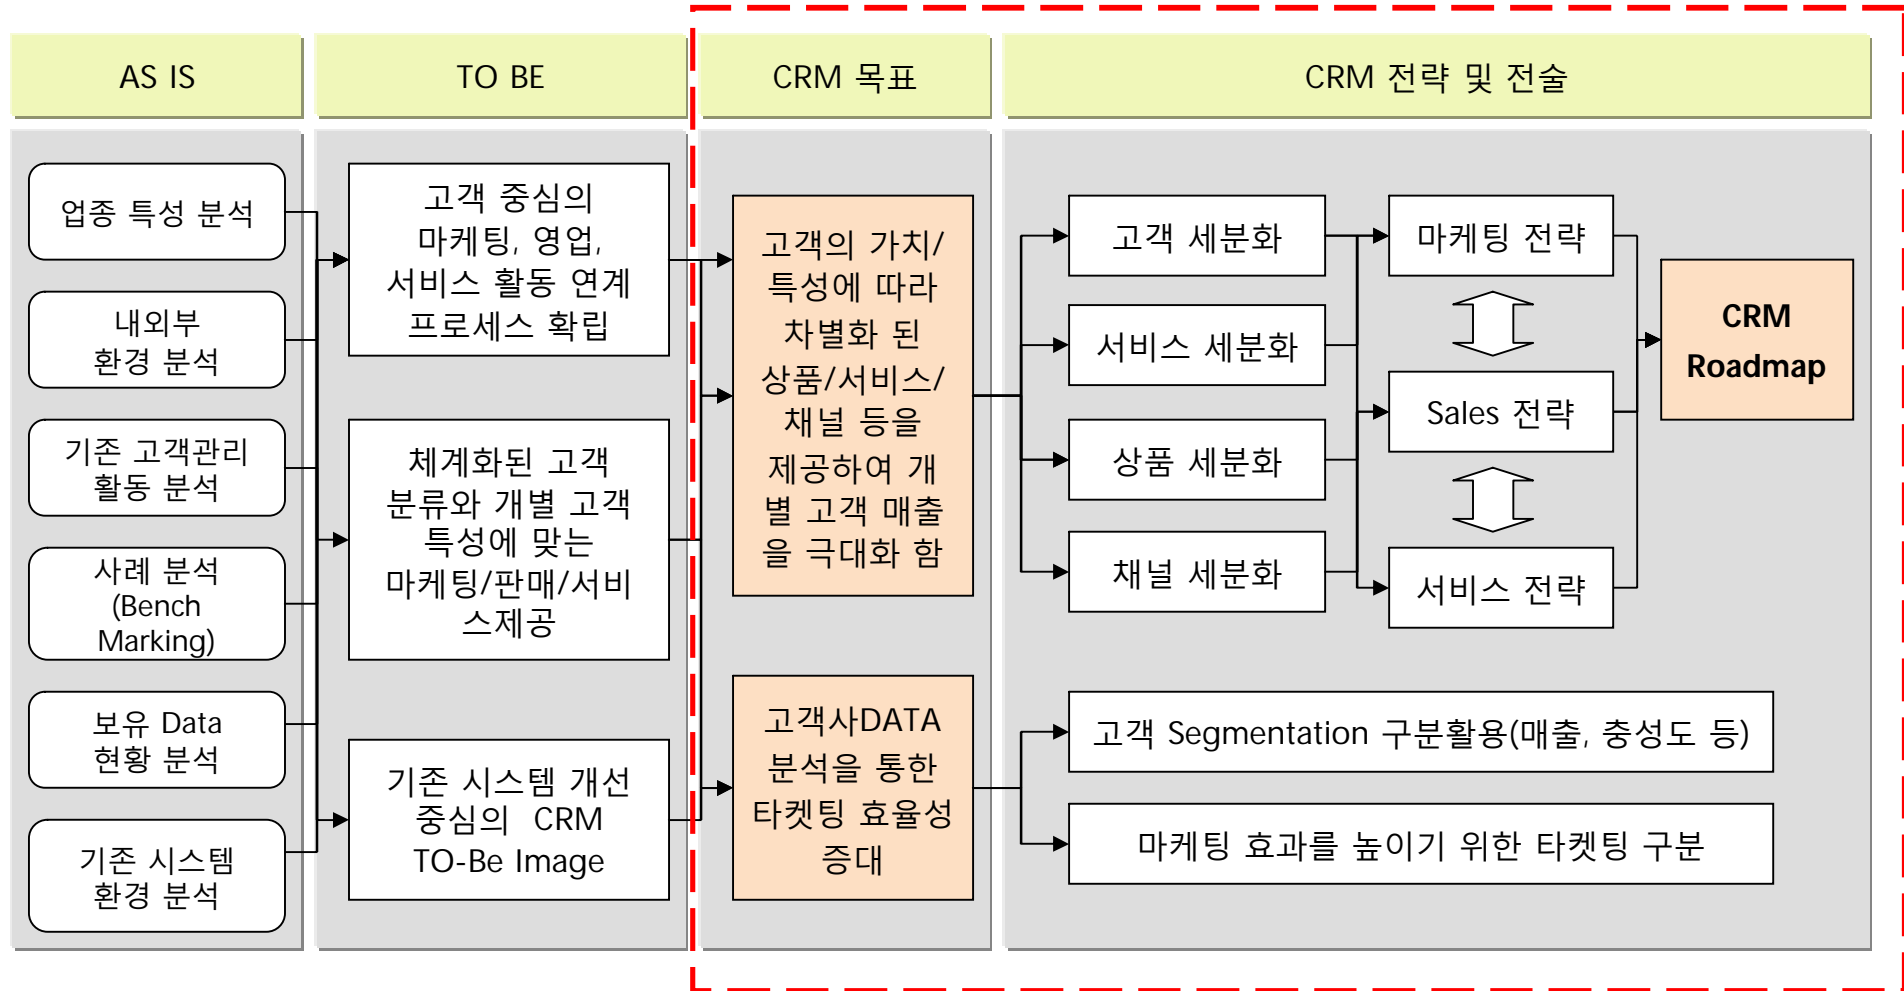 AS IS
TO BE
CRM 목표
CRM 전략 및 전술
업종 특성 분석
내외부
환경 분석
기존 고객관리
활동 분석
사례 분석
(Bench
Marking)
보유 Data
현황 분석
기존 시스템
환경 분석
고객 중심의
마케팅, 영업,
서비스 활동 연계
프로세스 확립
체계화된 고객
분류와 개별 고객
특성에 맞는
마케팅/판매/서비
스제공
기존 시스템 개선
중심의 CRM
TO-Be Image
고객의 가치/
특성에 따라
차별화 된
상품/서비스/
채널 등을
제공하여 개
별 고객 매출
을 극대화 함
고객사DATA
분석을 통한
타켓팅 효율성
증대
고객 세분화
서비스 세분화
상품 세분화
채널 세분화
마케팅 전략
Sales 전략
서비스 전략
CRM
Roadmap
고객 Segmentation 구분활용(매출, 충성도 등)
마케팅 효과를 높이기 위한 타켓팅 구분